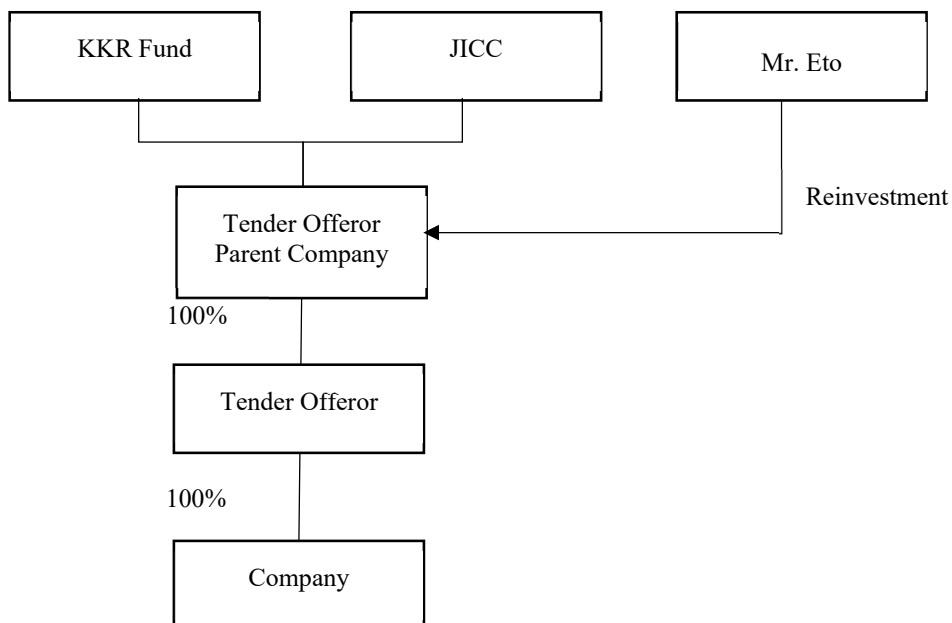 KKR Fund
JICC
Mr. Eto
Reinvestment
Tender Offeror
Parent Company
100%
Tender Offeror
100%
Company